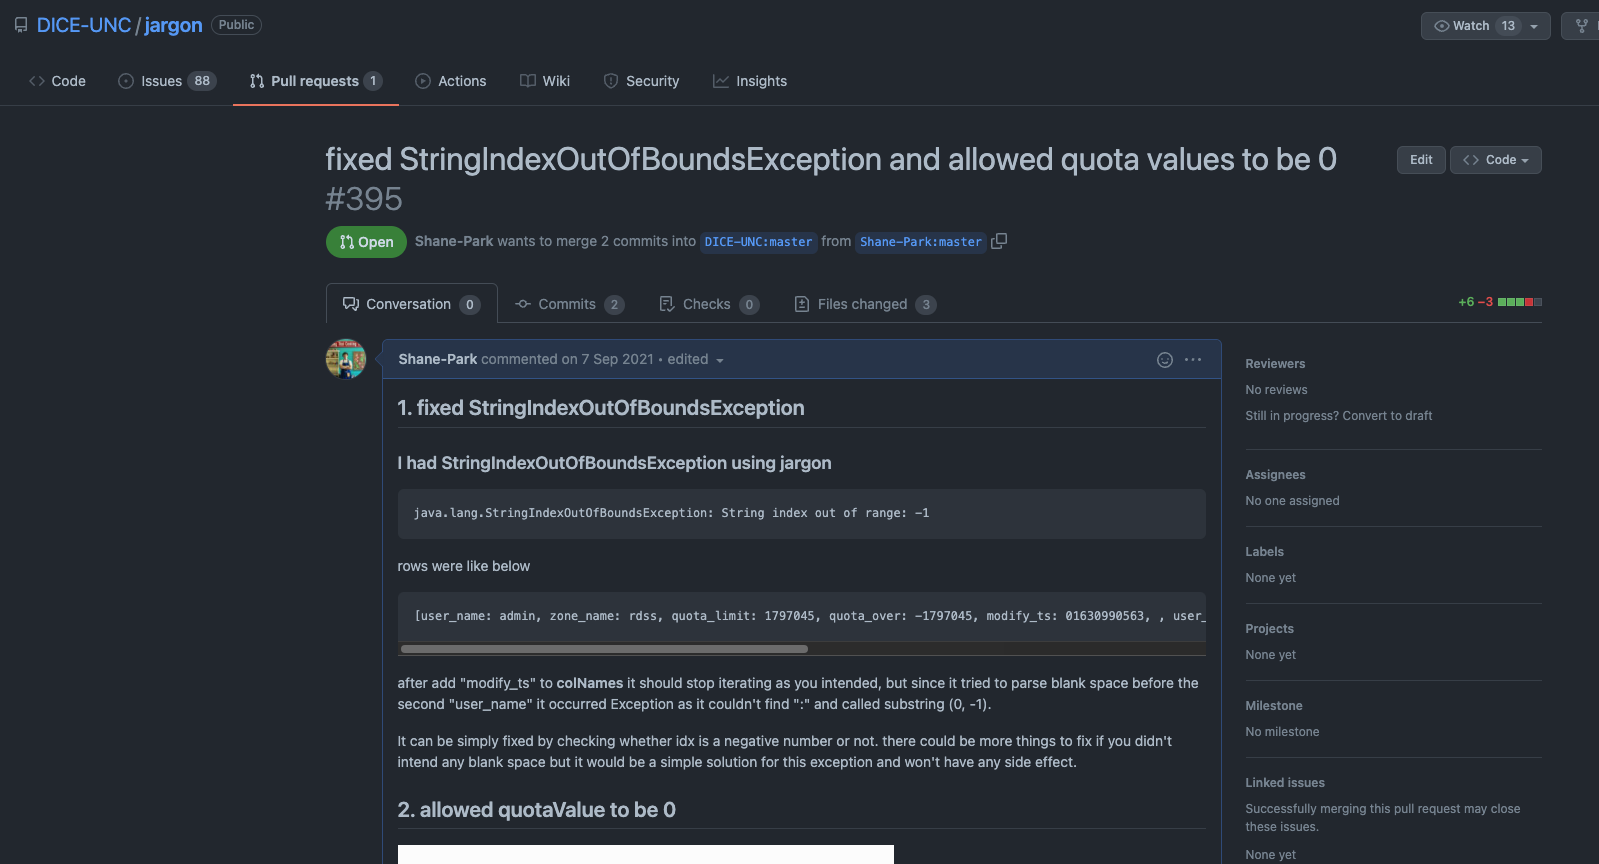 DICE-UNC / jargon Public
Watch 13
Code
Issues 88
Pull requests 1
Actions
Wiki
Security
Insights
fixed StringIndexOutOfBoundsException and allowed quota values to be 0
#395
Edit
Code
Open
Shane-Park wants to merge 2 commits into DICE-UNC:master from Shane-Park:master
Conversation 0
Commits 2
Checks 0
Files changed 3
+6 −3
Shane-Park commented on 7 Sep 2021 • edited
1. fixed StringIndexOutOfBoundsException
I had StringIndexOutOfBoundsException using jargon
java.lang.StringIndexOutOfBoundsException: String index out of range: -1
rows were like below
[user_name: admin, zone_name: rdss, quota_limit: 1797045, quota_over: -1797045, modify_ts: 01630990563, , user_
after add "modify_ts" to colNames it should stop iterating as you intended, but since it tried to parse blank space before the
second "user_name" it occurred Exception as it couldn't find ":" and called substring (0, -1).
It can be simply fixed by checking whether idx is a negative number or not. there could be more things to fix if you didn't
intend any blank space but it would be a simple solution for this exception and won't have any side effect.
2. allowed quotaValue to be 0
Reviewers
No reviews
Still in progress? Convert to draft
Assignees
No one assigned
Labels
None yet
Projects
None yet
Milestone
No milestone
Linked issues
Successfully merging this pull request may close
these issues.
None yet